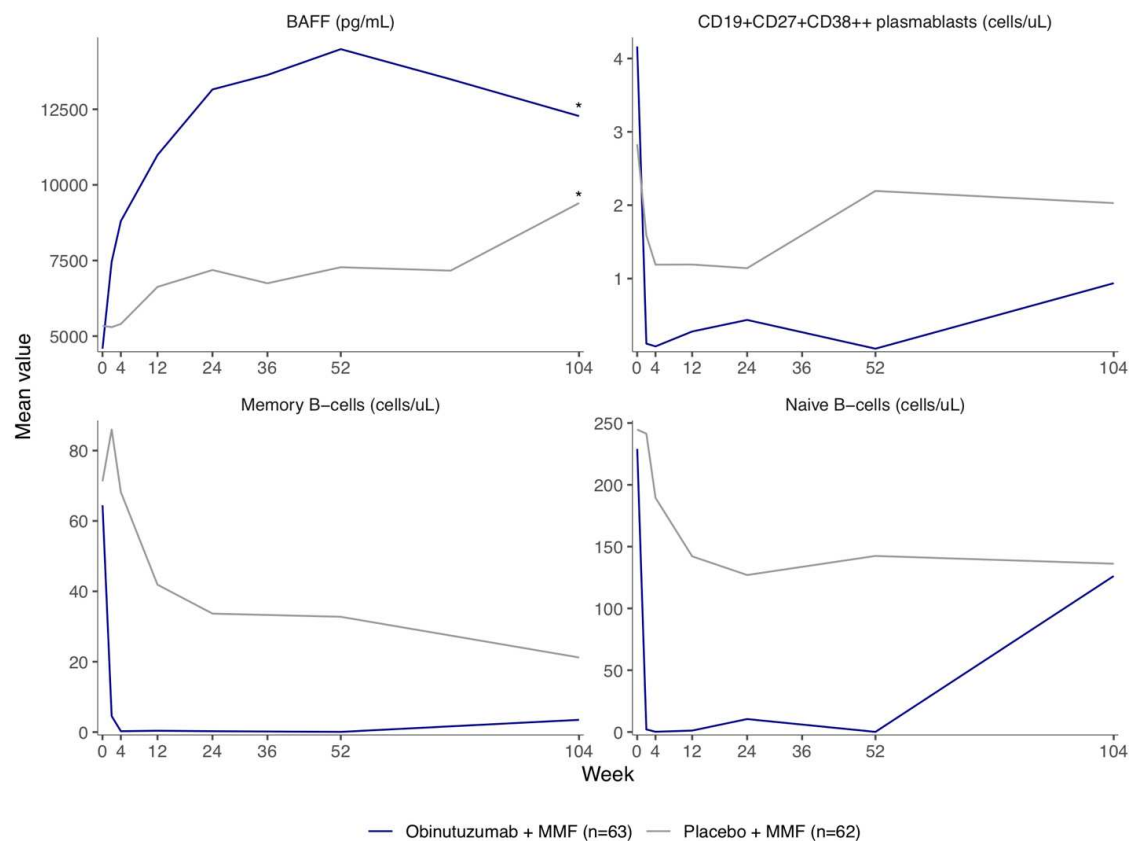 BAFF (pg/mL)
12500
10000
7500
5000
*
*
0 4 12 24 36 52 104
CD19+CD27+CD38++ plasmablasts (cells/uL)
4
3
2
1
0 4 12 24 36 52 104
Mean value
Memory B−cells (cells/uL)
80
60
40
20
0
0 4 12 24 36 52 104
Naive B−cells (cells/uL)
250
200
150
100
50
0
0 4 12 24 36 52 104
Week
Obinutuzumab + MMF (n=63) Placebo + MMF (n=62)